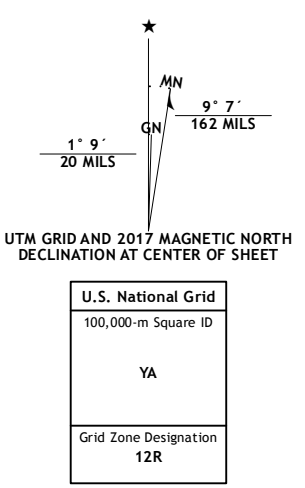 ★
MN
GN
9° 7´
162 MILS
1° 9´
20 MILS
UTM GRID AND 2017 MAGNETIC NORTH
DECLINATION AT CENTER OF SHEET
U.S. National Grid
100,000-m Square ID
YA
Grid Zone Designation
12R